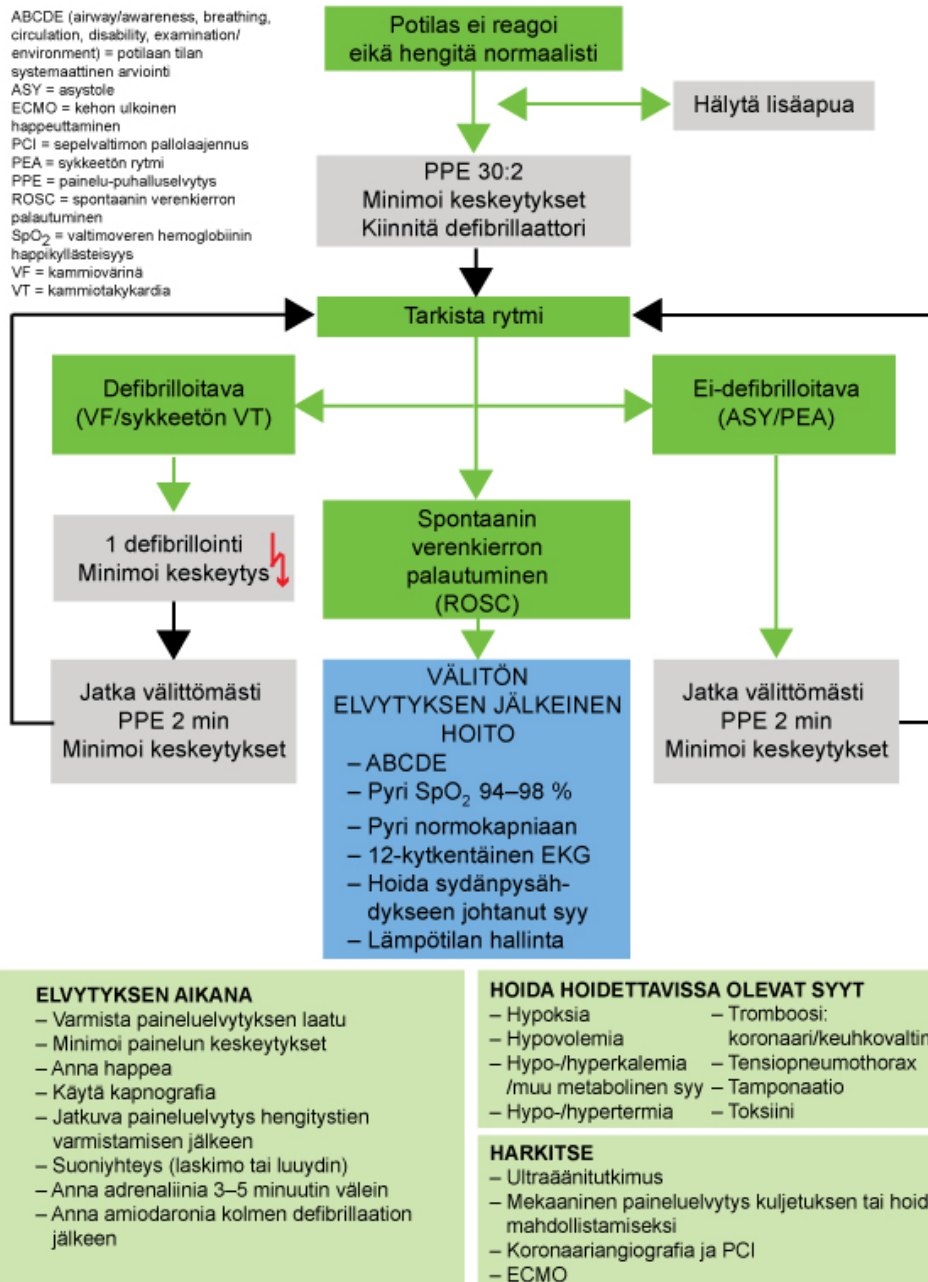 ABCDE (airway/awareness, breathing,
circulation, disability, examination/
environment) = potilaan tilan
systemaattinen arviointi
ASY = asystole
ECMO = kehon ulkoinen
happeuttaminen
PCI = sepelvaltimon pallolaajennus
PEA = sykkeetön rytmi
PPE = painelu-puhalluselvytys
ROSC = spontaanin verenkierron
palautuminen
SpO2 = valtimoveren hemoglobiinin
happikyllästeisyys
VF = kammiovärinä
VT = kammiotakykardia
Potilas ei reagoi
eikä hengitä normaalisti
Hälytä lisäapua
PPE 30:2
Minimoi keskeytykset
Kiinnitä defibrillaattori
Tarkista rytmi
Defibrilloitava
(VF/sykkeetön VT)
Ei-defibrilloitava
(ASY/PEA)
1 defibrillointi
Minimoi keskeytys
Spontaanin
verenkierron
palautuminen
(ROSC)
Jatka välittömästi
PPE 2 min
Minimoi keskeytykset
VÄLITÖN
ELVYTYKSEN JÄLKEINEN
HOITO
– ABCDE
– Pyri SpO2 94–98 %
– Pyri normokapniaan
– 12-kytkentäinen EKG
– Hoida sydänpysäh-
dykseen johtanut syy
– Lämpötilan hallinta
Jatka välittömästi
PPE 2 min
Minimoi keskeytykset
ELVYTYKSEN AIKANA
– Varmista paineluelvytyksen laatu
– Minimoi painelun keskeytykset
– Anna happea
– Käytä kapnografia
– Jatkuva paineluelvytys hengitystien
varmistamisen jälkeen
– Suoniyhteys (laskimo tai luuydin)
– Anna adrenaliinia 3–5 minuutin välein
– Anna amiodaronia kolmen defibrillaation
jälkeen
HOIDA HOIDETTAVISSA OLEVAT SYYT
– Hypoksia
– Hypovolemia
– Hypo-/hyperkalemia
/muu metabolinen syy
– Hypo-/hypertermia
– Tromboosi:
koronaari/keuhkovaltim
– Tensiopneumothorax
– Tamponaatio
– Toksiini
HARKITSE
– Ultraäänitutkimus
– Mekaaninen paineluelvytys kuljetuksen tai hoid
mahdollistamiseksi
– Koronaariangiografia ja PCI
– ECMO